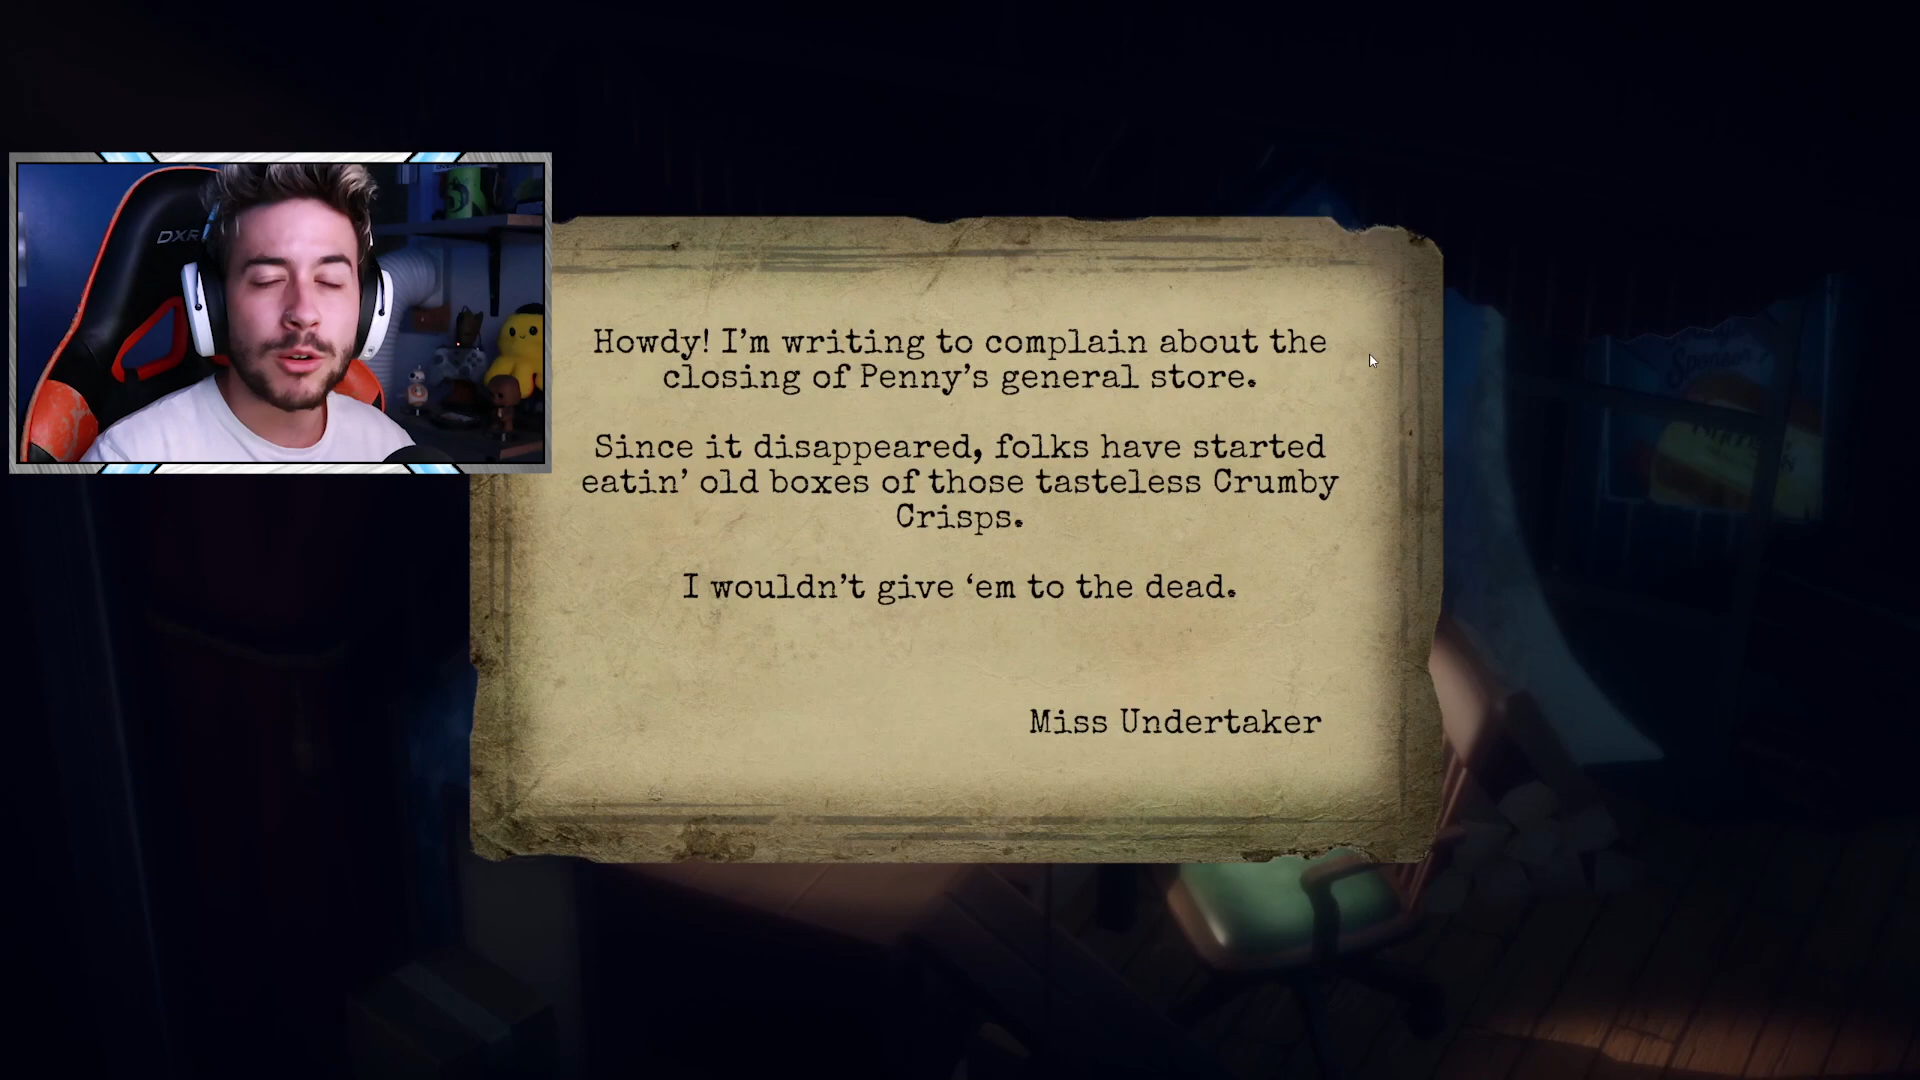 DXR
Howdy! I’m writing to complain about the
closing of Penny’s general store.
Since it disappeared, folks have started
eatin’ old boxes of those tasteless Crumby
Crisps.
I wouldn’t give ‘em to the dead.
Miss Undertaker